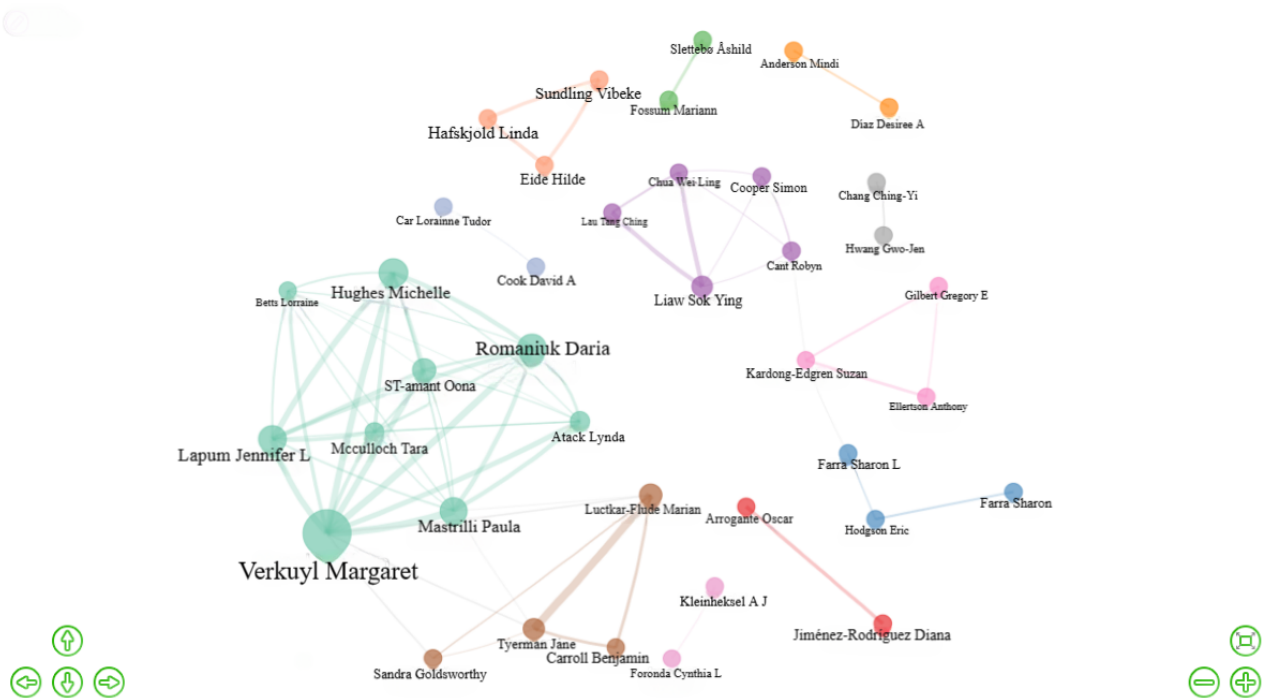 Slettebø Åshild
Anderson Mindi
Sundling Vibeke
Fossum Mariann
Diaz Desiree A
Hafskjold Linda
Eide Hilde
Chua Wei Ling
Cooper Simon
Chang Ching-Yi
Car Lorainne Tudor
Lau Tang Ching
Hwang Gwo-Jen
Cant Robyn
Cook David A
Hughes Michelle
Betts Lorraine
Liaw Sok Ying
Gilbert Gregory E
Romaniuk Daria
Kardong-Edgren Suzan
ST-amant Oona
Ellertson Anthony
Atack Lynda
Mcculloch Tara
Lapum Jennifer L
Farra Sharon L
Farra Sharon
Luctkar-Flude Marian
Arrogante Oscar
Mastrilli Paula
Hodgson Eric
Verkuyl Margaret
Kleinheksel A J
Jiménez-Rodríguez Diana
Tyerman Jane
Carroll Benjamin
Sandra Goldsworthy
Foronda Cynthia L